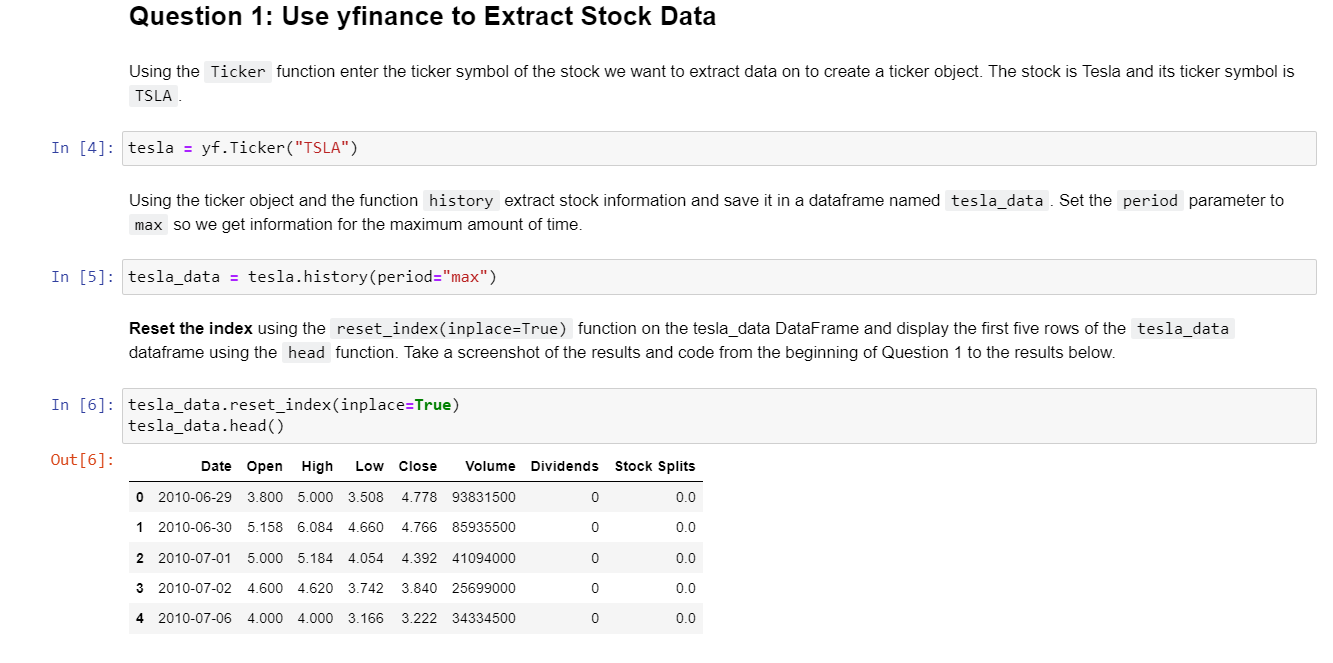 Question 1: Use yfinance to Extract Stock Data
Using the Ticker function enter the ticker symbol of the stock we want to extract data on to create a ticker object. The stock is Tesla and its ticker symbol is
TSLA .
In [4]: tesla = yf.Ticker("TSLA")
Using the ticker object and the function history extract stock information and save it in a dataframe named tesla_data . Set the period parameter to
max so we get information for the maximum amount of time.
In [5]: tesla_data = tesla.history(period="max")
Reset the index using the reset_index(inplace=True) function on the tesla_data DataFrame and display the first five rows of the tesla_data
dataframe using the head function. Take a screenshot of the results and code from the beginning of Question 1 to the results below.
In [6]: tesla_data.reset_index(inplace=True)
tesla_data.head()
Out[6]:
Date Open High Low Close Volume Dividends Stock Splits
0 2010-06-29 3.800 5.000 3.508 4.778 93831500 0 0.0
1 2010-06-30 5.158 6.084 4.660 4.766 85935500 0 0.0
2 2010-07-01 5.000 5.184 4.054 4.392 41094000 0 0.0
3 2010-07-02 4.600 4.620 3.742 3.840 25699000 0 0.0
4 2010-07-06 4.000 4.000 3.166 3.222 34334500 0 0.0